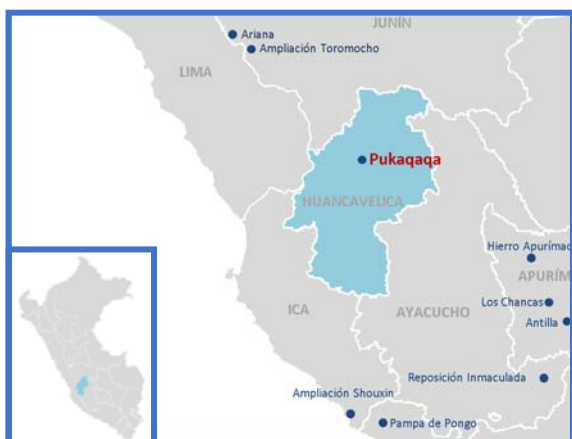 JUNÍN
Ariana
Ampliación Toromocho
LIMA
Pukaqaqa
HUANCAVELICA
Hierro Apurímac
APURÍM
ICA
Los Chancas
AYACUCHO
Antilla
Reposición Inmaculada
Ampliación Shouxin
Pampa de Pongo